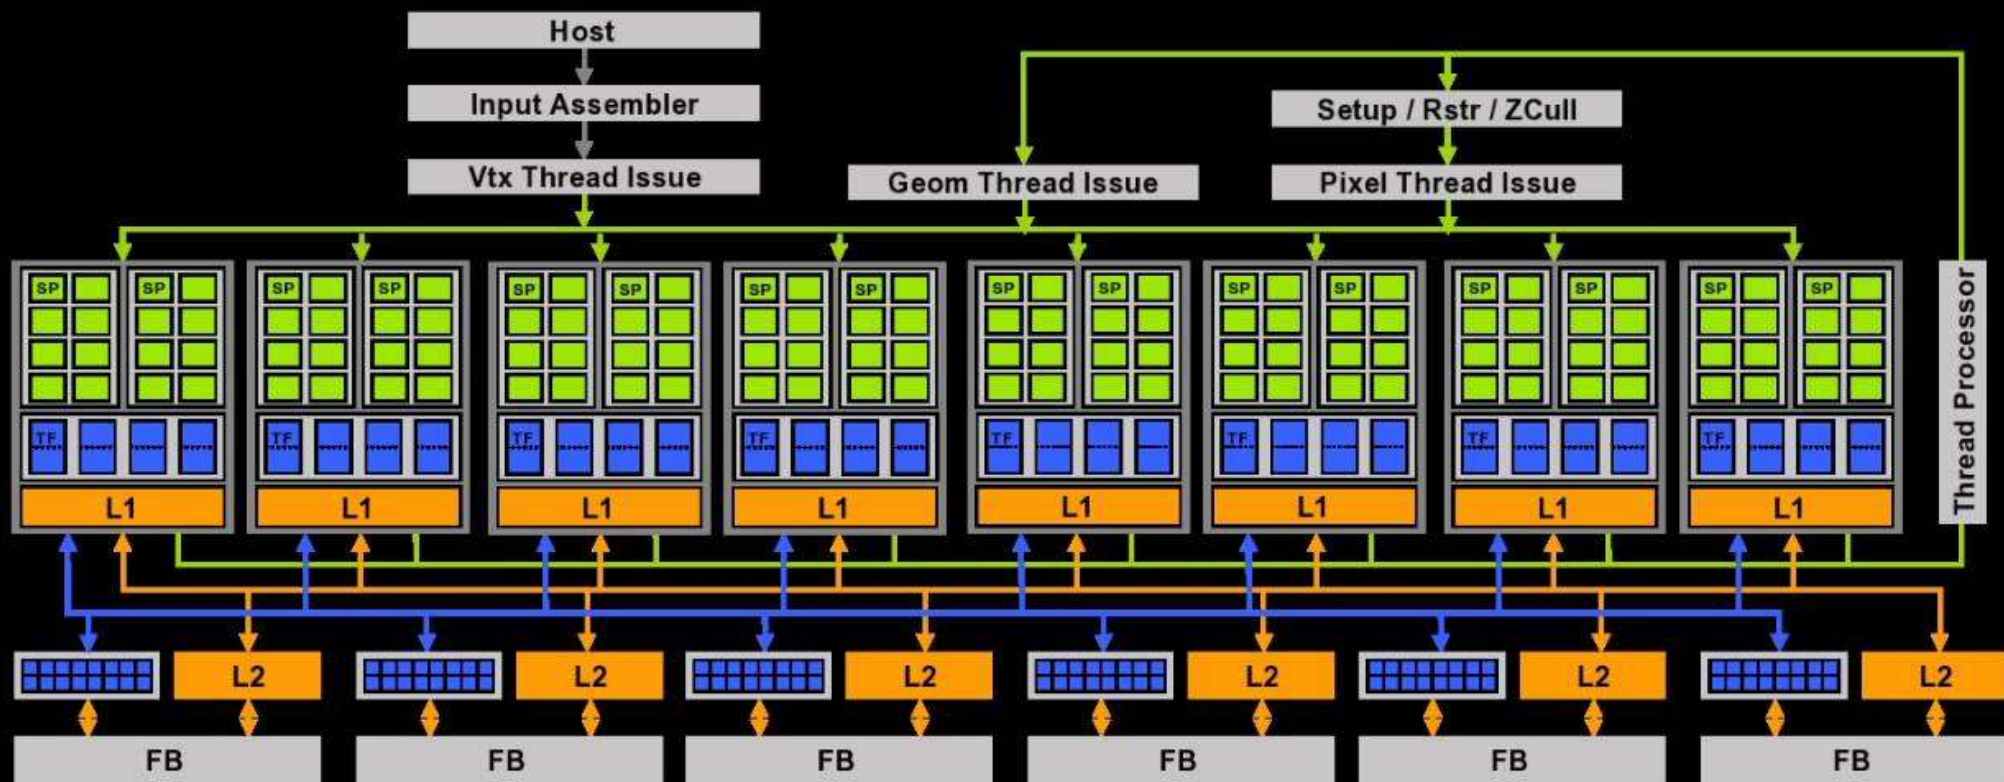 Host
Input Assembler
Setup / Rstr / ZCull
Vtx Thread Issue
Geom Thread Issue
Pixel Thread Issue
SP SP SP SP SP SP SP SP SP SP SP SP SP SP SP SP
Thread Processor
TF TF TF TF TF TF TF TF
L1 L1 L1 L1 L1 L1 L1 L1
L2 L2 L2 L2 L2 L2
FB FB FB FB FB FB